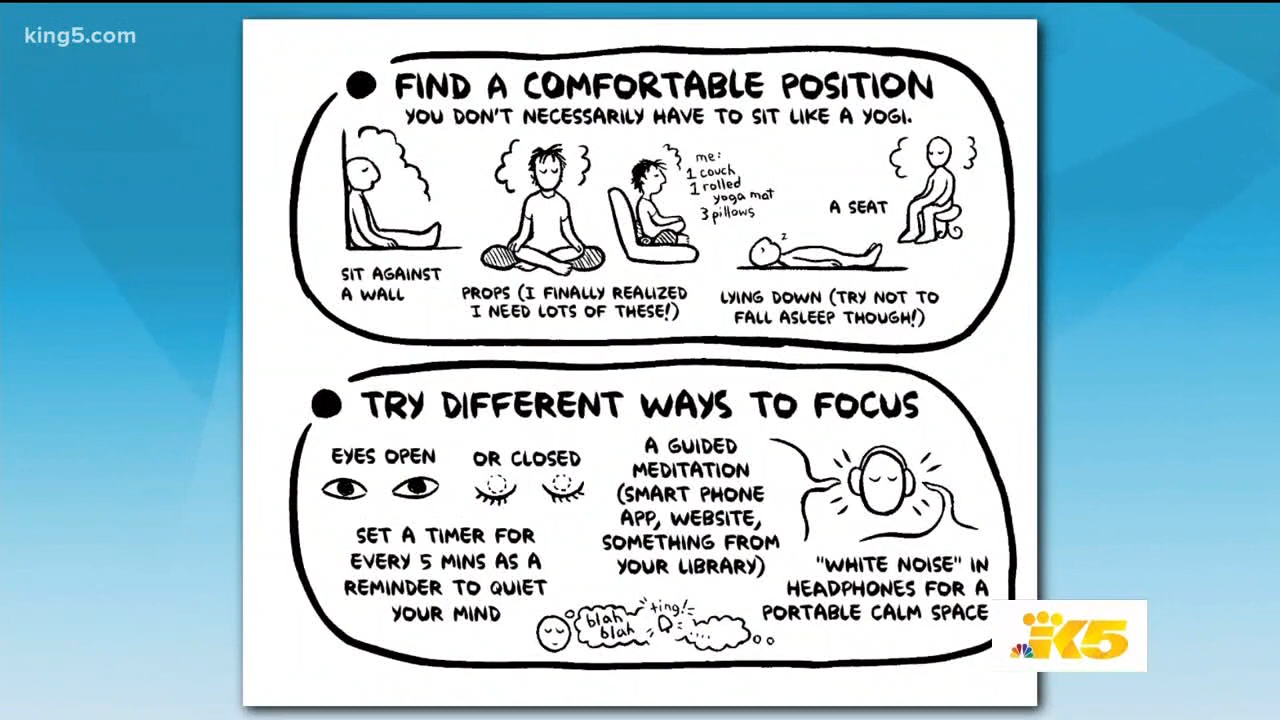 king5.com
FIND A COMFORTABLE POSITION
YOU DON'T NECESSARILY HAVE TO SIT LIKE A YOGI.
me:
1 couch
1 rolled
yoga mat
3 pillows
A SEAT
z
SIT AGAINST
A WALL
PROPS (I FINALLY REALIZED
I NEED LOTS OF THESE!)
LYING DOWN (TRY NOT TO
FALL ASLEEP THOUGH!)
TRY DIFFERENT WAYS TO FOCUS
EYES OPEN
OR CLOSED
SET A TIMER FOR
EVERY 5 MINS AS A
REMINDER TO QUIET
YOUR MIND
A GUIDED
MEDITATION
(SMART PHONE
APP, WEBSITE,
SOMETHING FROM
YOUR LIBRARY)
"WHITE NOISE" IN
HEADPHONES FOR A
PORTABLE CALM SPACE
blah
blah
ting!
K5